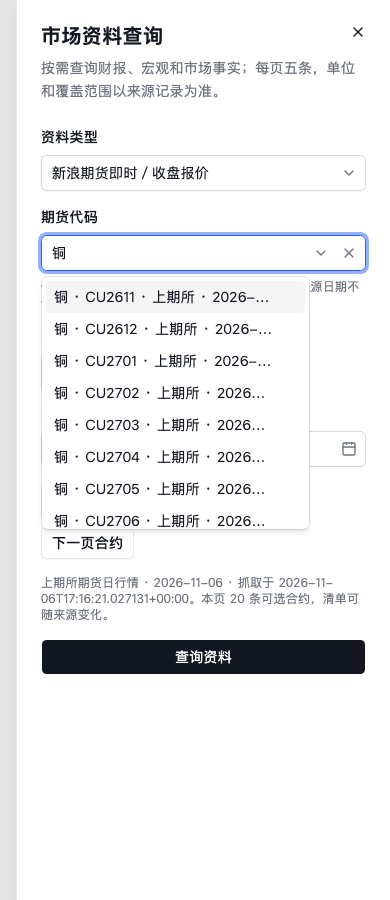 市场资料查询
按需查询财报、宏观和市场事实；每页五条，单位
和覆盖范围以来源记录为准。
资料类型
新浪期货即时 / 收盘报价
期货代码
铜
源日期不
铜 · CU2611 · 上期所 · 2026-...
铜 · CU2612 · 上期所 · 2026-...
铜 · CU2701 · 上期所 · 2026-...
铜 · CU2702 · 上期所 · 2026...
铜 · CU2703 · 上期所 · 2026...
铜 · CU2704 · 上期所 · 2026...
铜 · CU2705 · 上期所 · 2026...
铜 · CU2706 · 上期所 · 2026...
下一页合约
上期所期货日行情 · 2026-11-06 · 抓取于 2026-11-
06T17:16:21.027131+00:00。本页 20 条可选合约，清单可
随来源变化。
查询资料